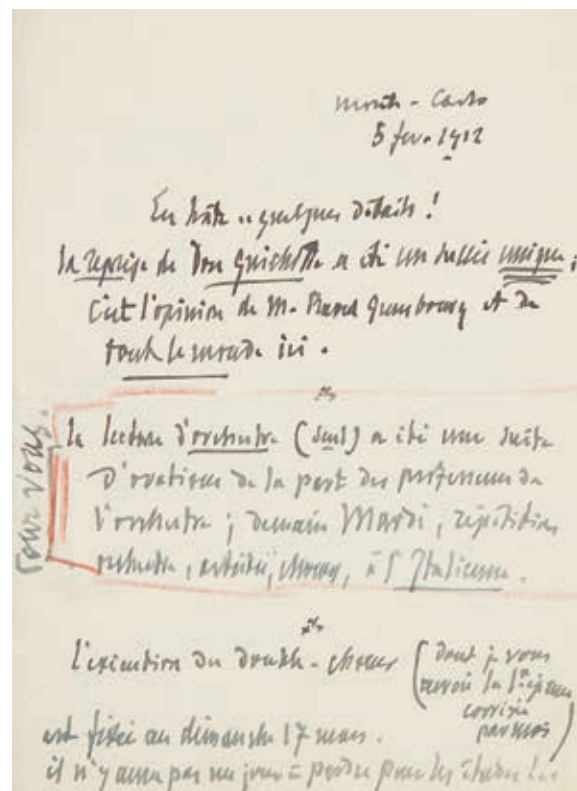 Monte-Carlo
5 fev. 1912
En hâte .. quelques détails !
la reprise de Don Quichotte a été un succès unique ;
C'est l'opinion de M. Raoul Gunsbourg et de
tout le monde ici .
Pour vous.
la lecture d'orchestre (seul) a été une suite
d'ovations de la part des professeurs de
l'orchestre ; demain Mardi, répétition
orchestre, artistes, chœurs, à l'Italienne.
l'exécution du double-chœur (dont je vous
renvoie la 1re épreuve
corrigée
par moi)
est fixée au dimanche 17 mars.
il n'y aura pas un jour à perdre pour les études